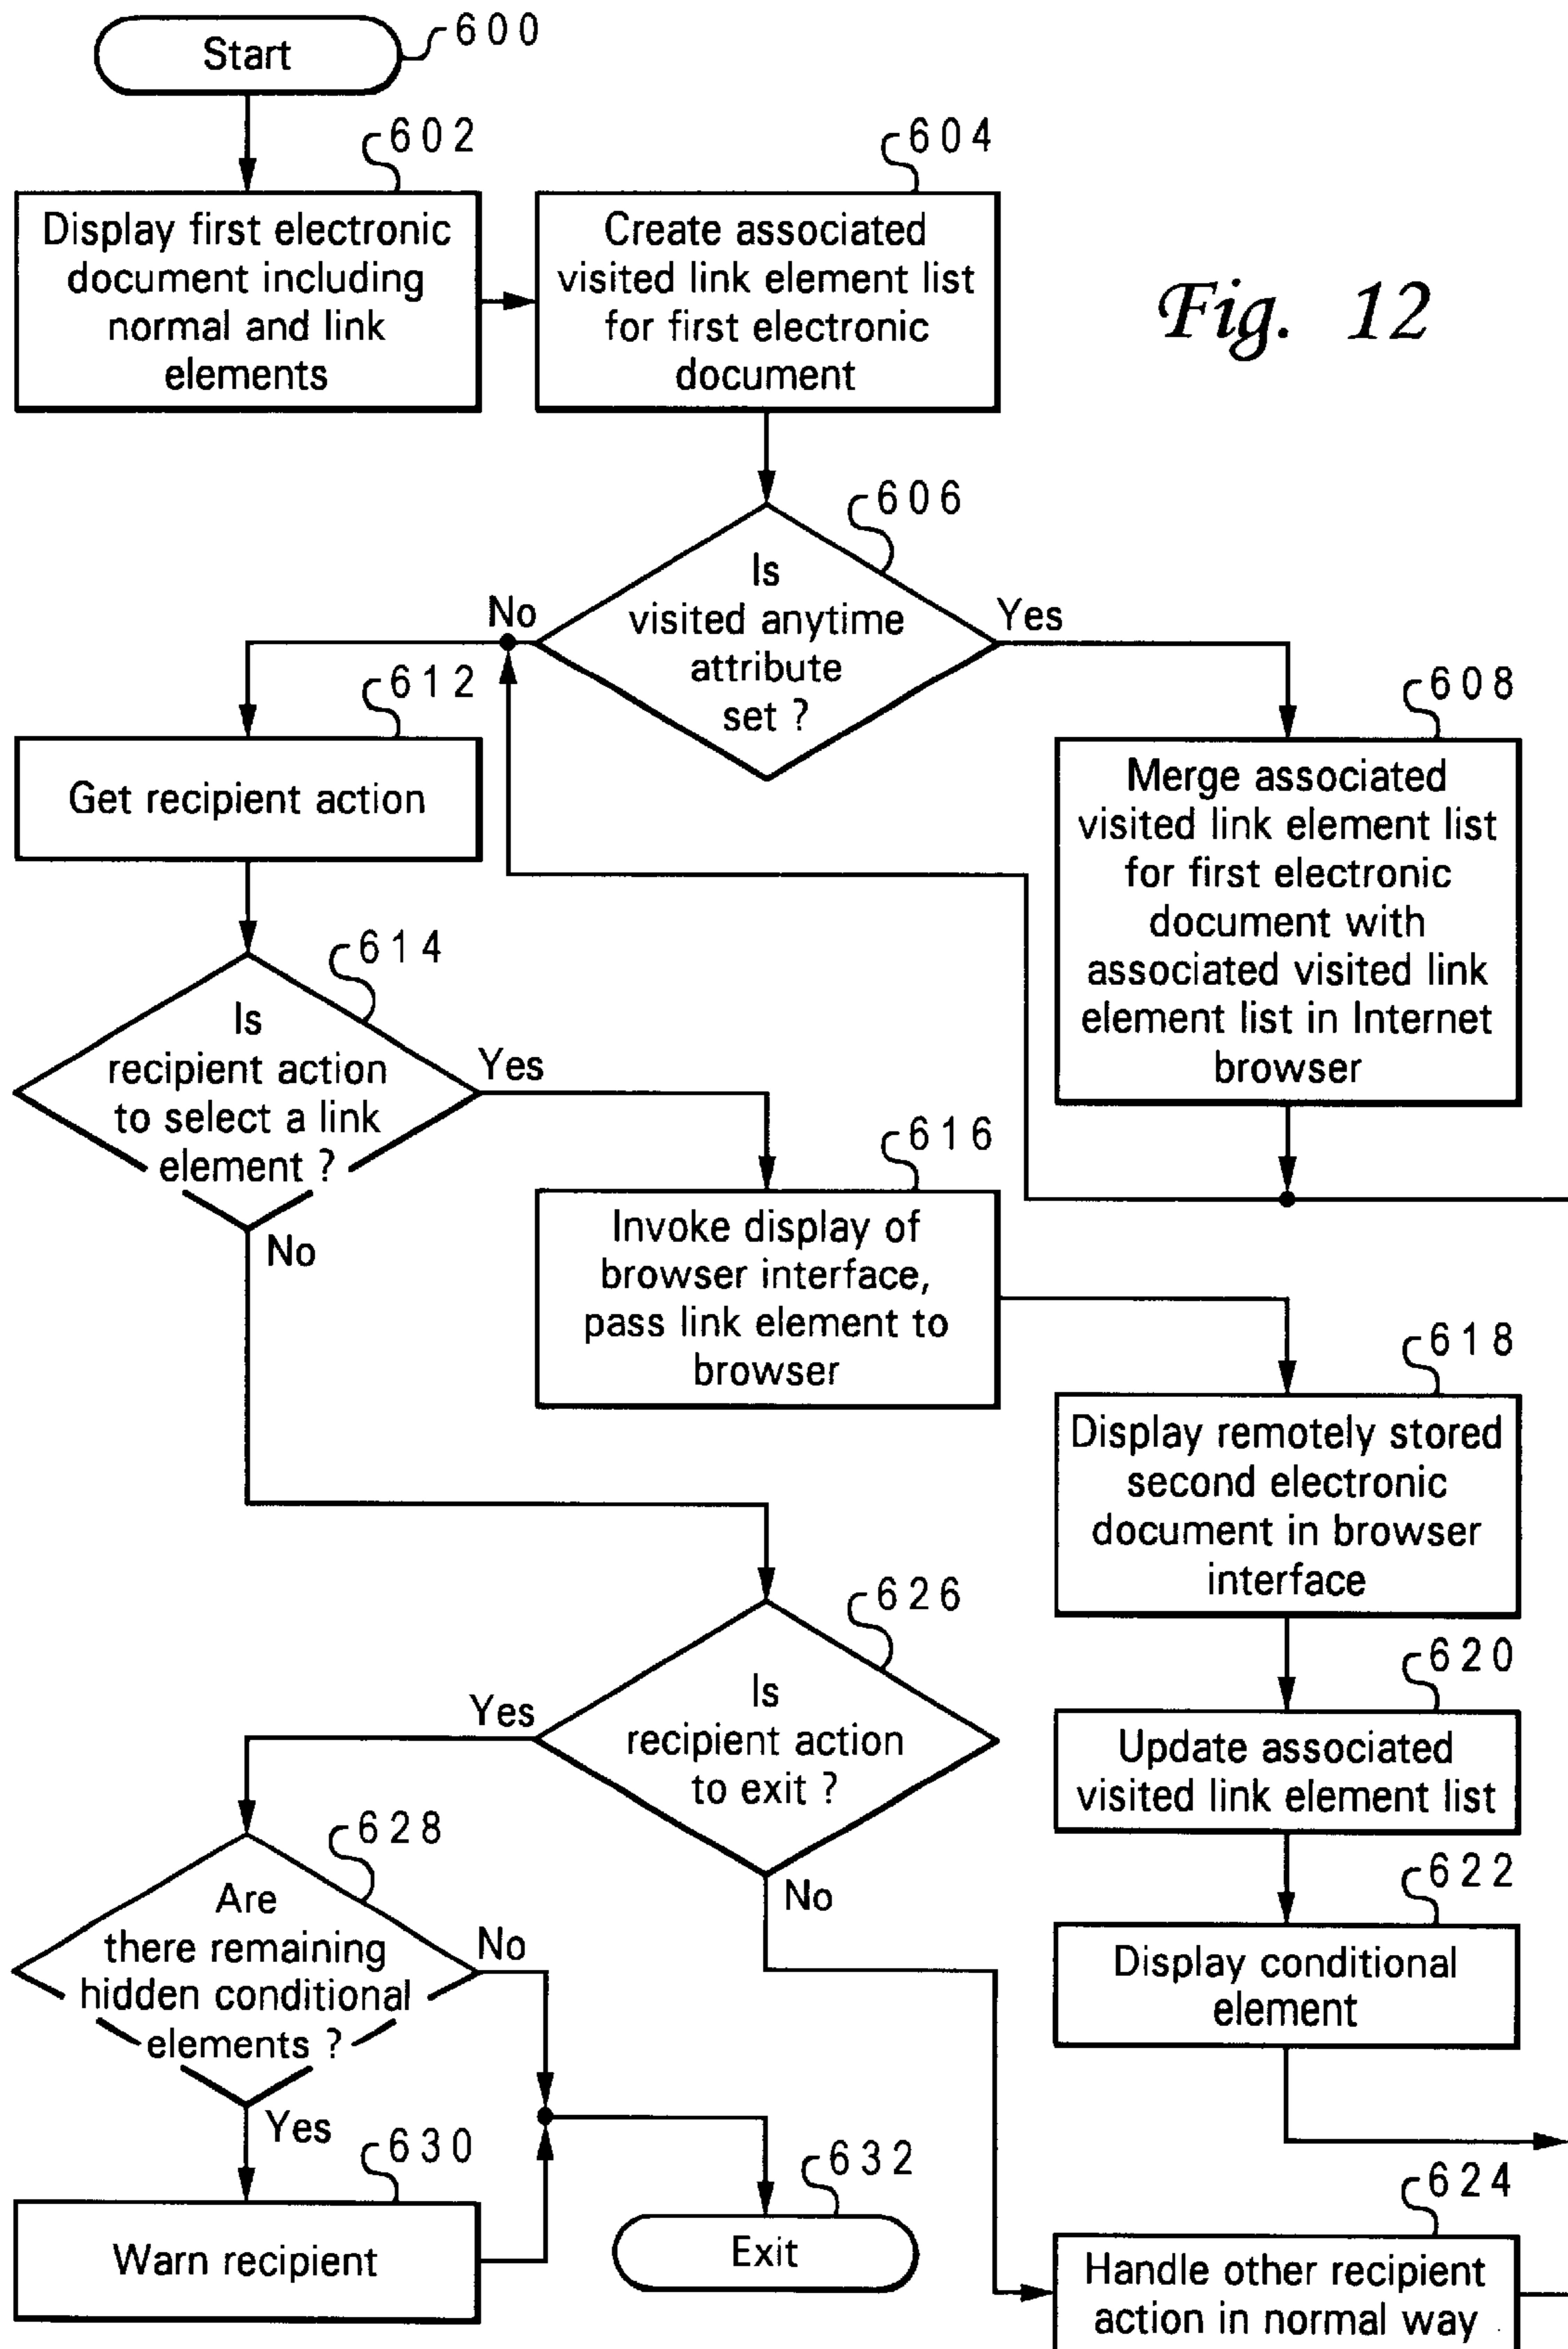 Start
600
602
604
Display first electronic
document including
normal and link
elements
Create associated
visited link element list
for first electronic
document
Fig. 12
606
Is
visited anytime
attribute
set ?
No
Yes
612
608
Get recipient action
Merge associated
visited link element list
for first electronic
document with
associated visited link
element list in Internet
browser
614
Is
recipient action
to select a link
element ?
Yes
No
616
Invoke display of
browser interface,
pass link element to
browser
618
Display remotely stored
second electronic
document in browser
interface
626
Is
recipient action
to exit ?
Yes
No
620
Update associated
visited link element list
628
Are
there remaining
hidden conditional
elements ?
No
Yes
622
Display conditional
element
630
Warn recipient
632
Exit
624
Handle other recipient
action in normal way